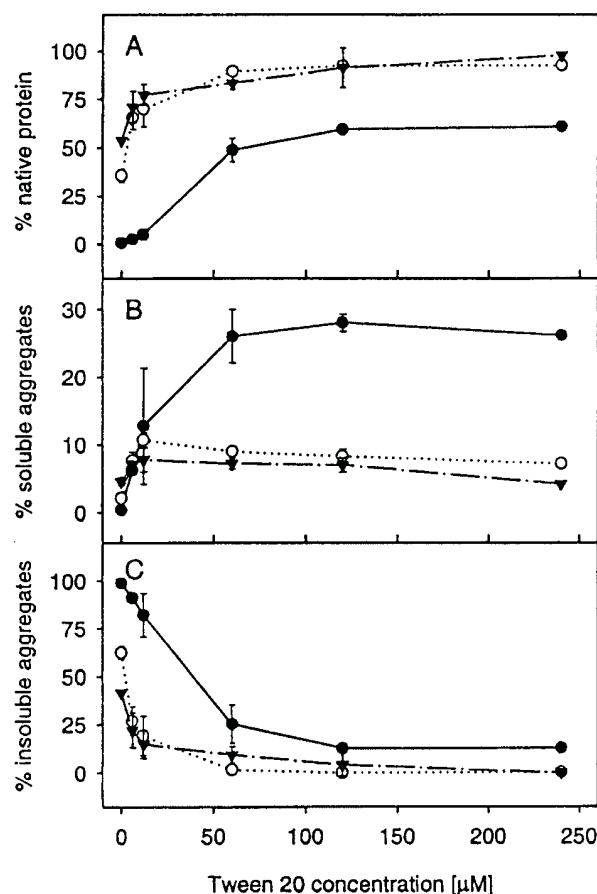 A
% native protein
100
75
50
25
0
B
% soluble aggregates
30
20
10
0
C
% insoluble aggregates
100
75
50
25
0
0 50 100 150 200 250
Tween 20 concentration [μM]